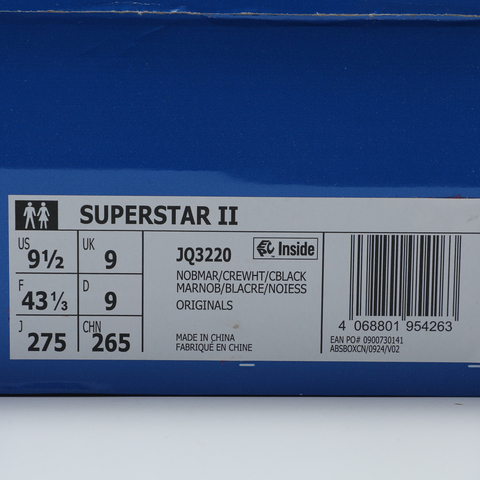 SUPERSTAR II
US 9½ UK 9
F 43⅓ D 9
J 275 CHN 265
JQ3220 Inside
NOBMAR/CREWHT/CBLACK
MARNOB/BLACRE/NOIESS
ORIGINALS
MADE IN CHINA
FABRIQUÉ EN CHINE
4 068801 954263
EAN PO# 0900730141
ABSBOXCN/0924/V02